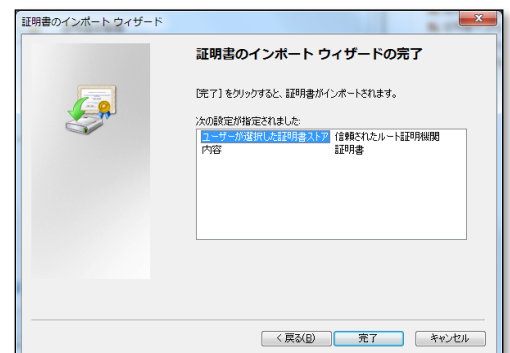 証明書のインポート ウィザード
証明書のインポート ウィザードの完了
[完了] をクリックすると、証明書がインポートされます。
次の設定が指定されました:
ユーザーが選択した証明書ストア 信頼されたルート証明機関
内容 証明書
< 戻る(B) 完了 キャンセル